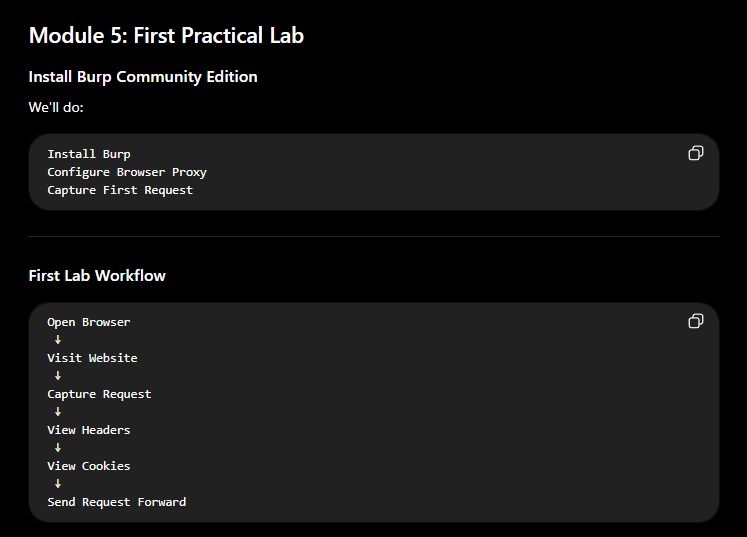 Module 5: First Practical Lab
Install Burp Community Edition
We'll do:
Install Burp
Configure Browser Proxy
Capture First Request
First Lab Workflow
Open Browser
↓
Visit Website
↓
Capture Request
↓
View Headers
↓
View Cookies
↓
Send Request Forward